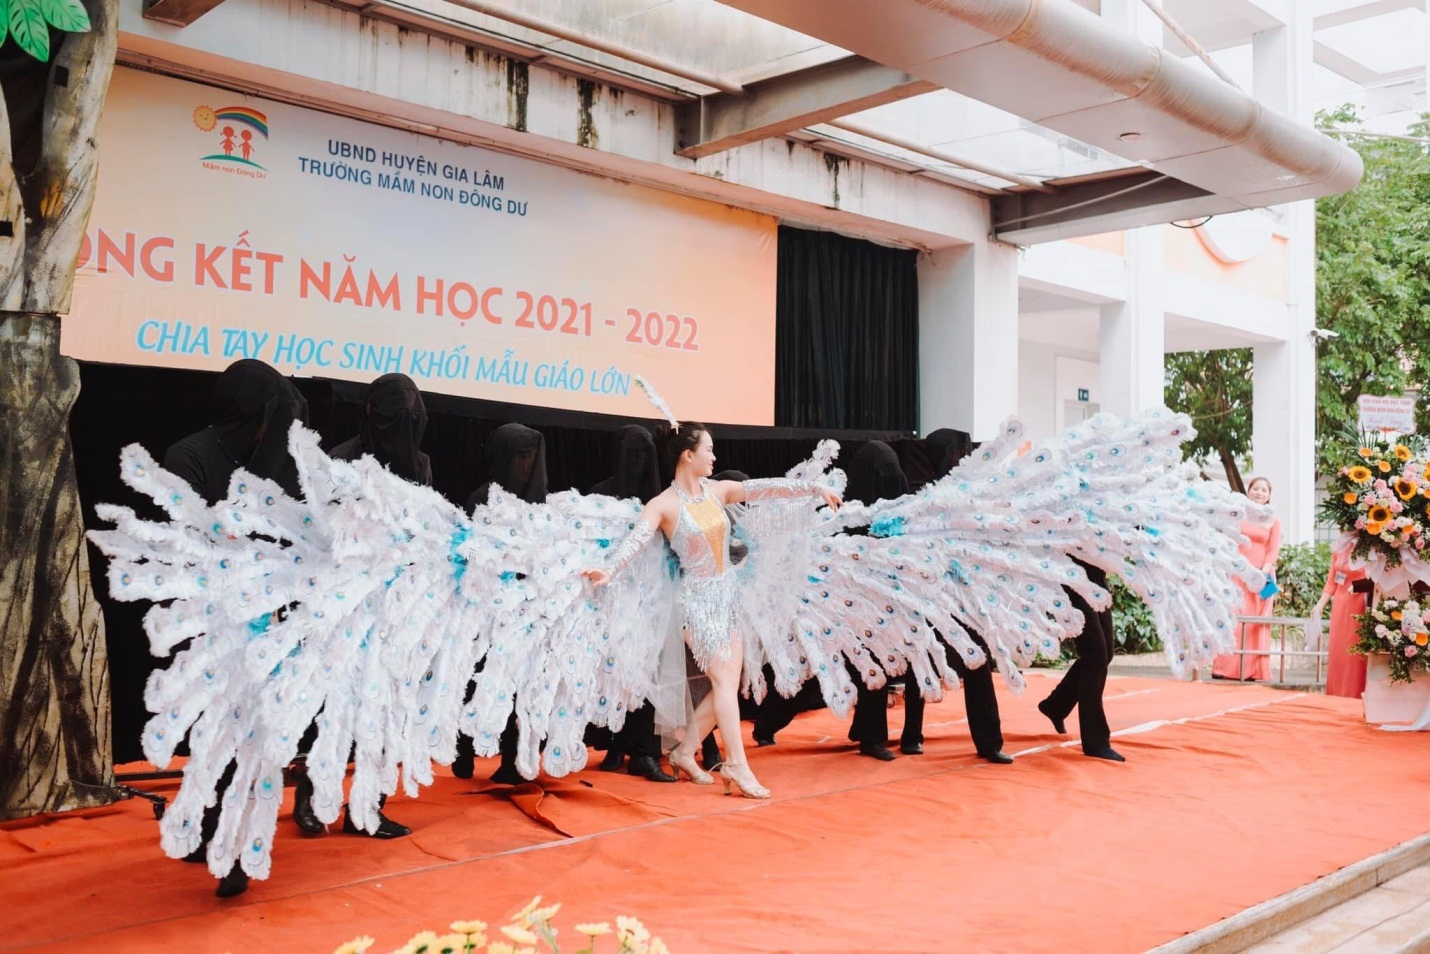 Mầm non Đông Dư
UBND HUYỆN GIA LÂM
TRƯỜNG MẦM NON ĐÔNG DƯ
ỔNG KẾT NĂM HỌC 2021 - 2022
CHIA TAY HỌC SINH KHỐI MẪU GIÁO LỚN